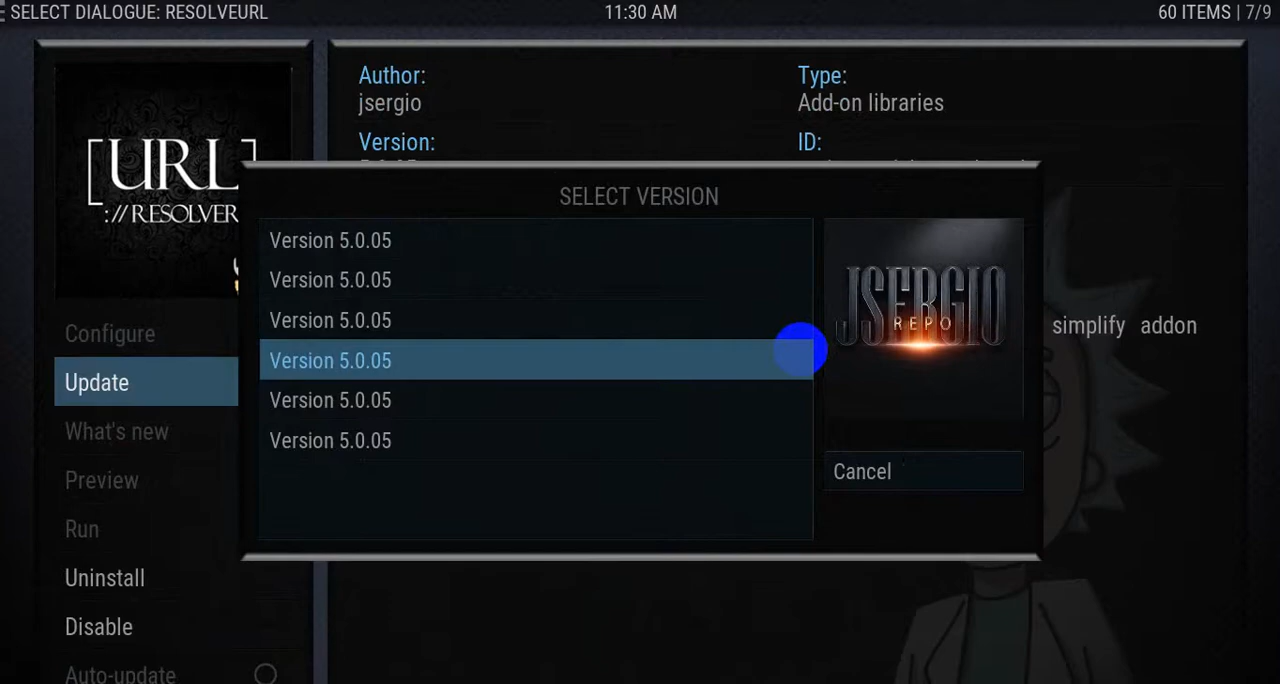 SELECT DIALOGUE: RESOLVEURL
11:30 AM
60 ITEMS | 7/9
Author:
jsergio
Type:
Add-on libraries
Version:
ID:
[URL]
://RESOLVER
SELECT VERSION
Version 5.0.05
Version 5.0.05
Version 5.0.05
Version 5.0.05
Version 5.0.05
Version 5.0.05
JSERGIO
REPO
Cancel
simplify addon
Configure
Update
What's new
Preview
Run
Uninstall
Disable
Auto-update